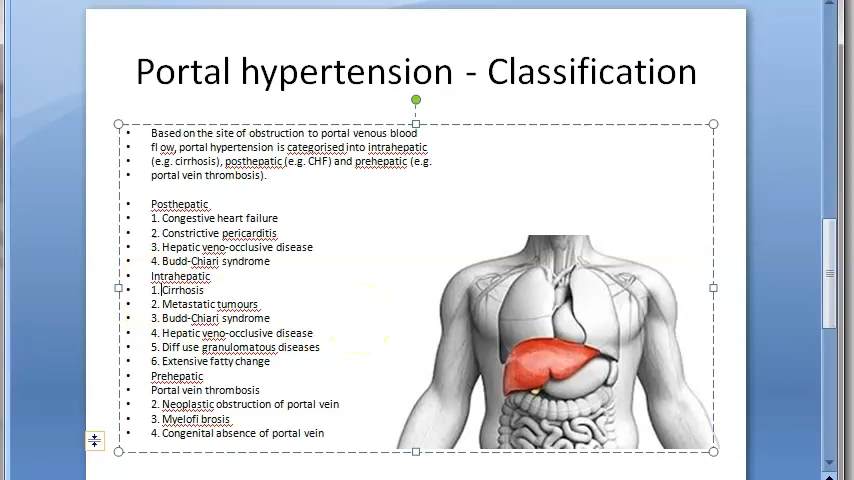 Portal hypertension - Classification
• Based on the site of obstruction to portal venous blood
• fl ow, portal hypertension is categorised into intrahepatic
• (e.g. cirrhosis), posthepatic (e.g. CHF) and prehepatic (e.g.
• portal vein thrombosis).
• Posthepatic
• 1. Congestive heart failure
• 2. Constrictive pericarditis
• 3. Hepatic veno-occlusive disease
• 4. Budd-Chiari syndrome
• Intrahepatic
• 1. Cirrhosis
• 2. Metastatic tumours
• 3. Budd-Chiari syndrome
• 4. Hepatic veno-occlusive disease
• 5. Diff use granulomatous diseases
• 6. Extensive fatty change
• Prehepatic
• Portal vein thrombosis
• 2. Neoplastic obstruction of portal vein
• 3. Myelofi brosis
• 4. Congenital absence of portal vein